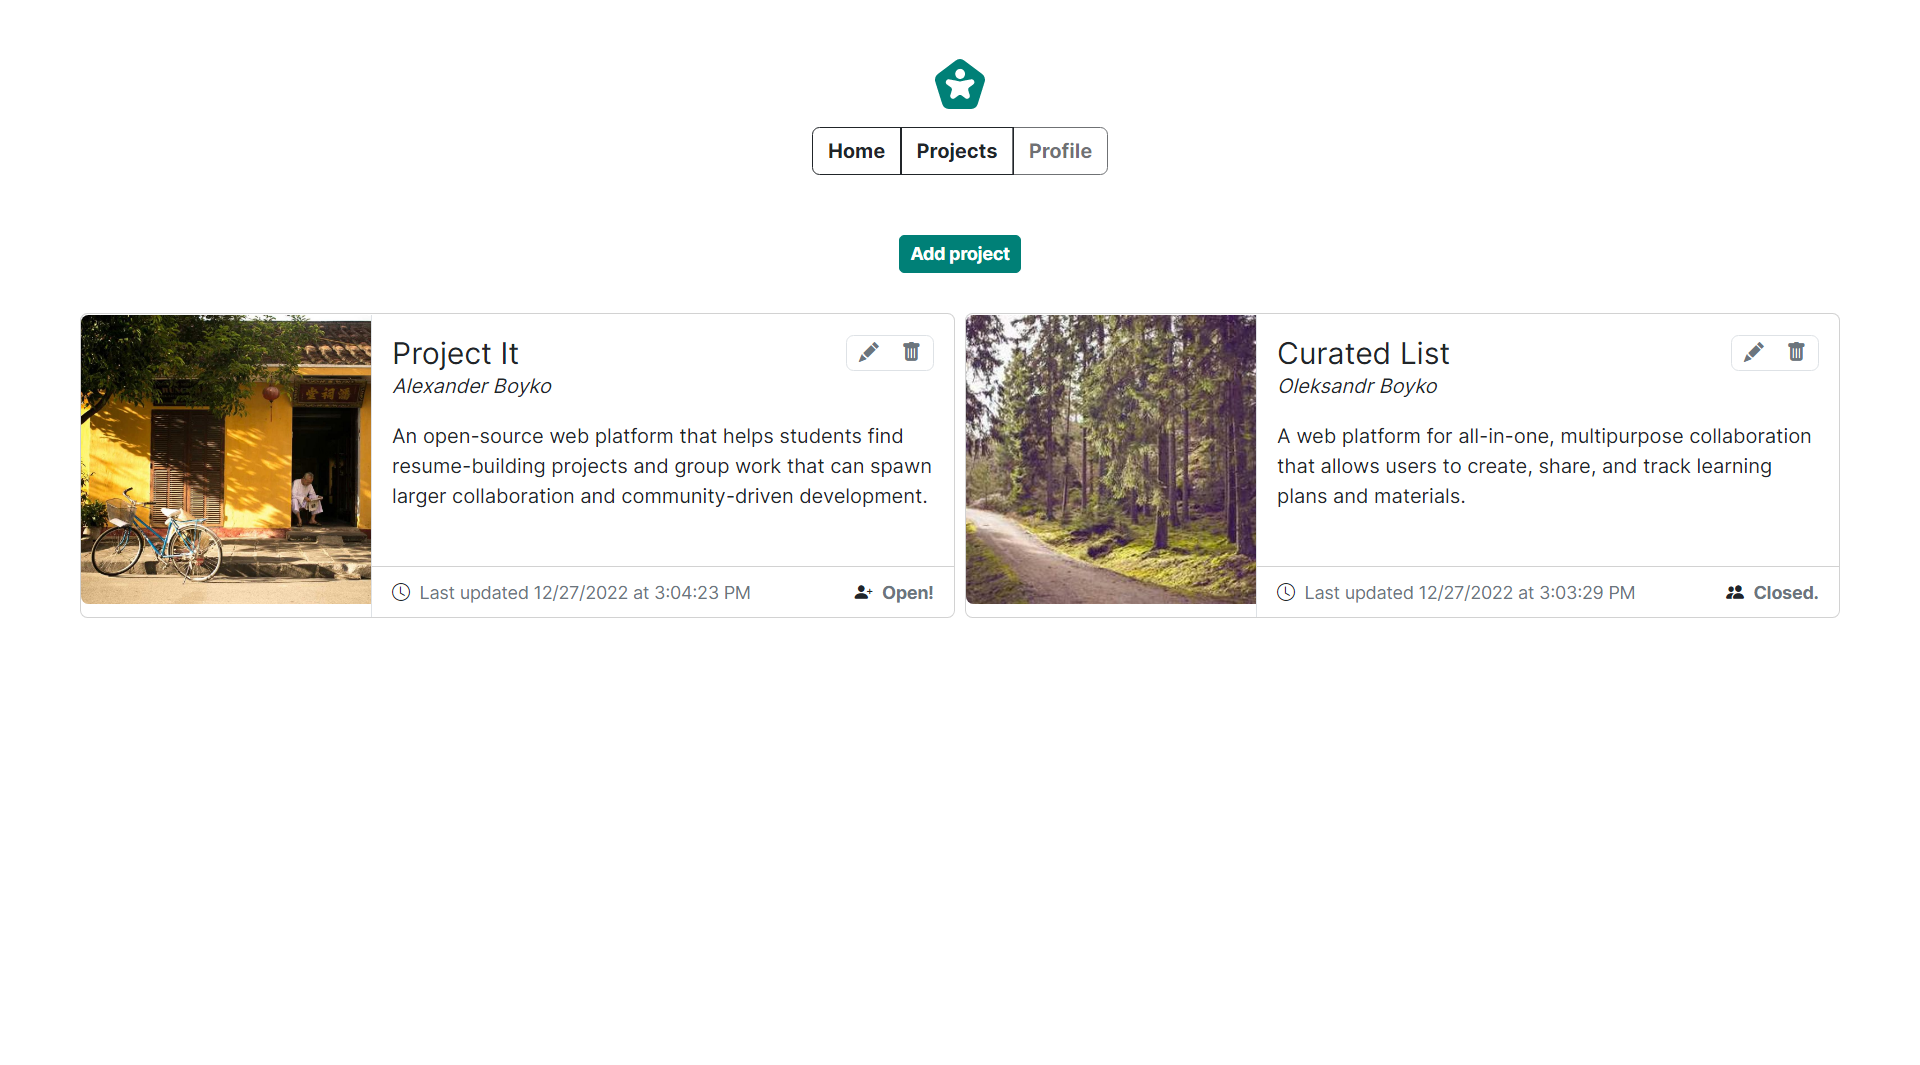 Home
Projects
Profile
Add project
Project It
Alexander Boyko
An open-source web platform that helps students find
resume-building projects and group work that can spawn
larger collaboration and community-driven development.
Last updated 12/27/2022 at 3:04:23 PM
Open!
Curated List
Oleksandr Boyko
A web platform for all-in-one, multipurpose collaboration
that allows users to create, share, and track learning
plans and materials.
Last updated 12/27/2022 at 3:03:29 PM
Closed.